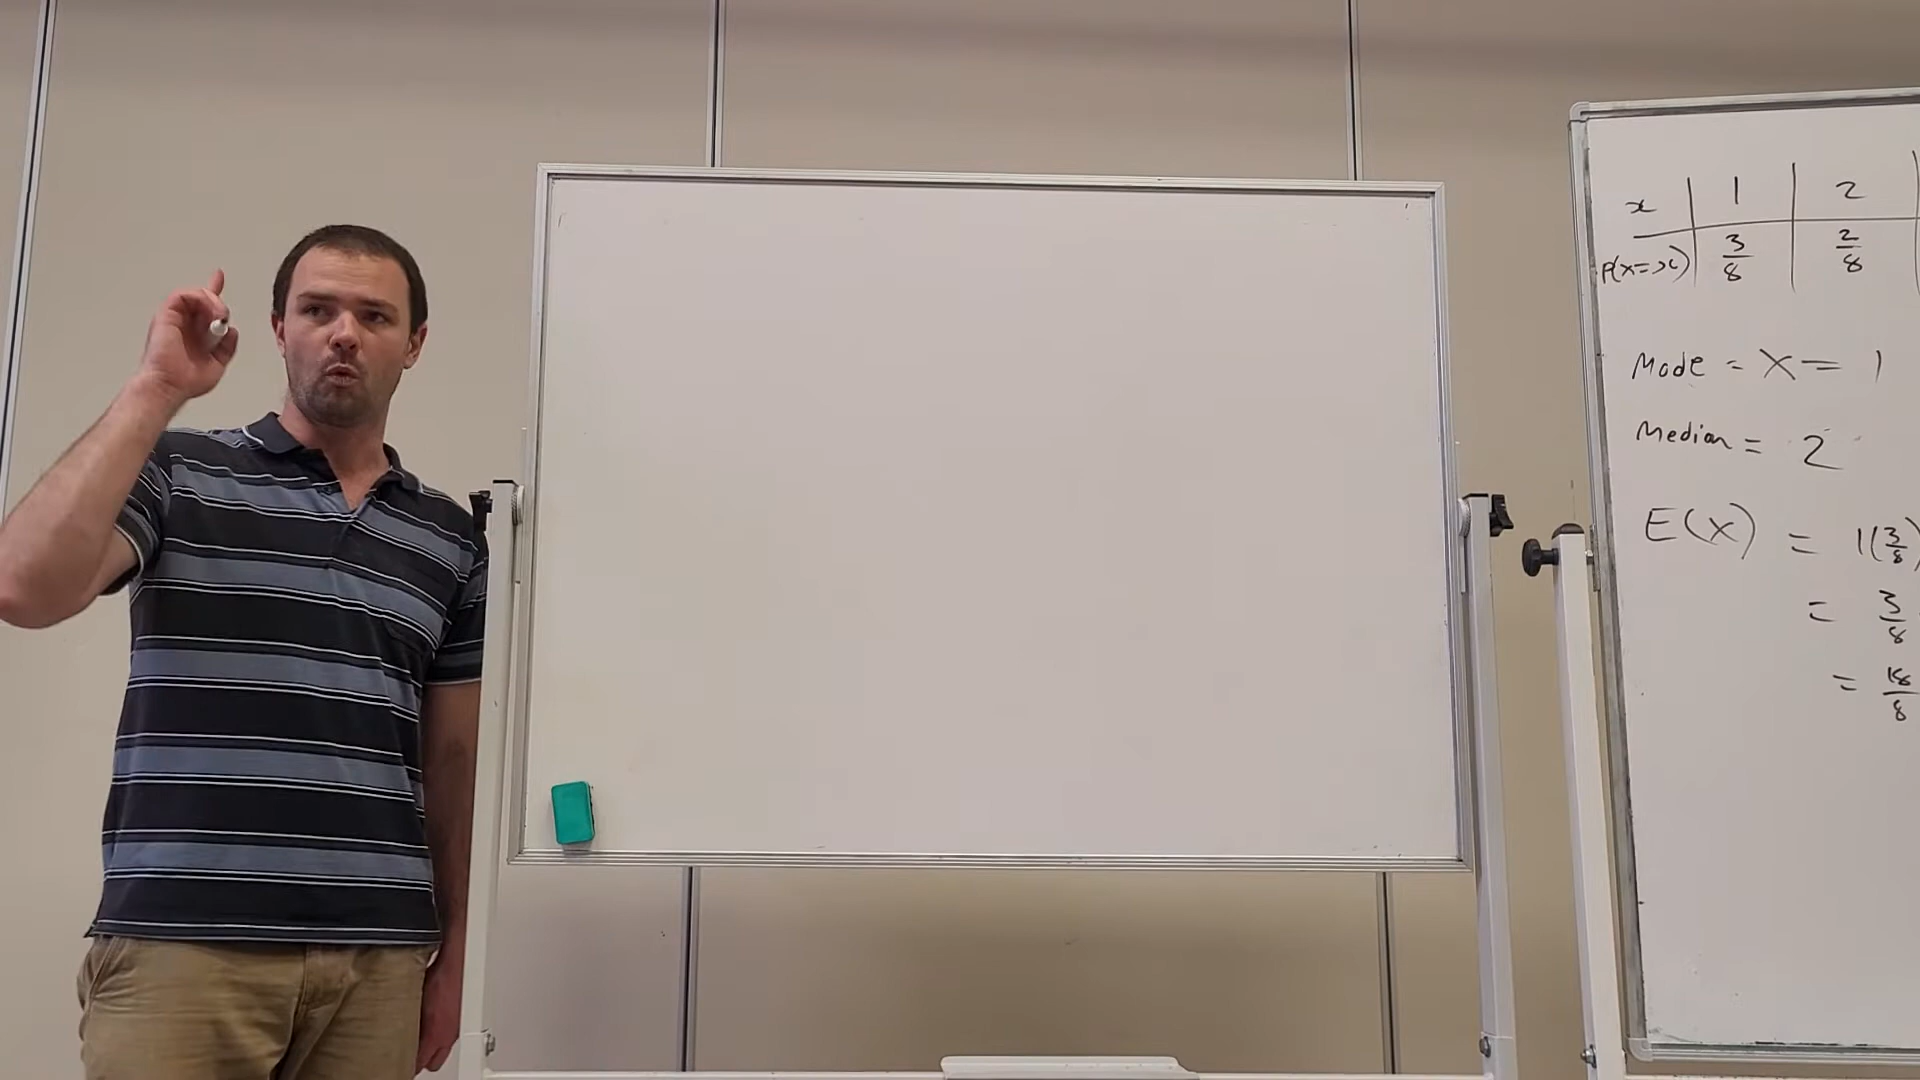 x 1 2
P(X=x) 3/8 2/8
Mode = X = 1
Median = 2
E(X) = 1(3/8)
= 3/8
= 18/8